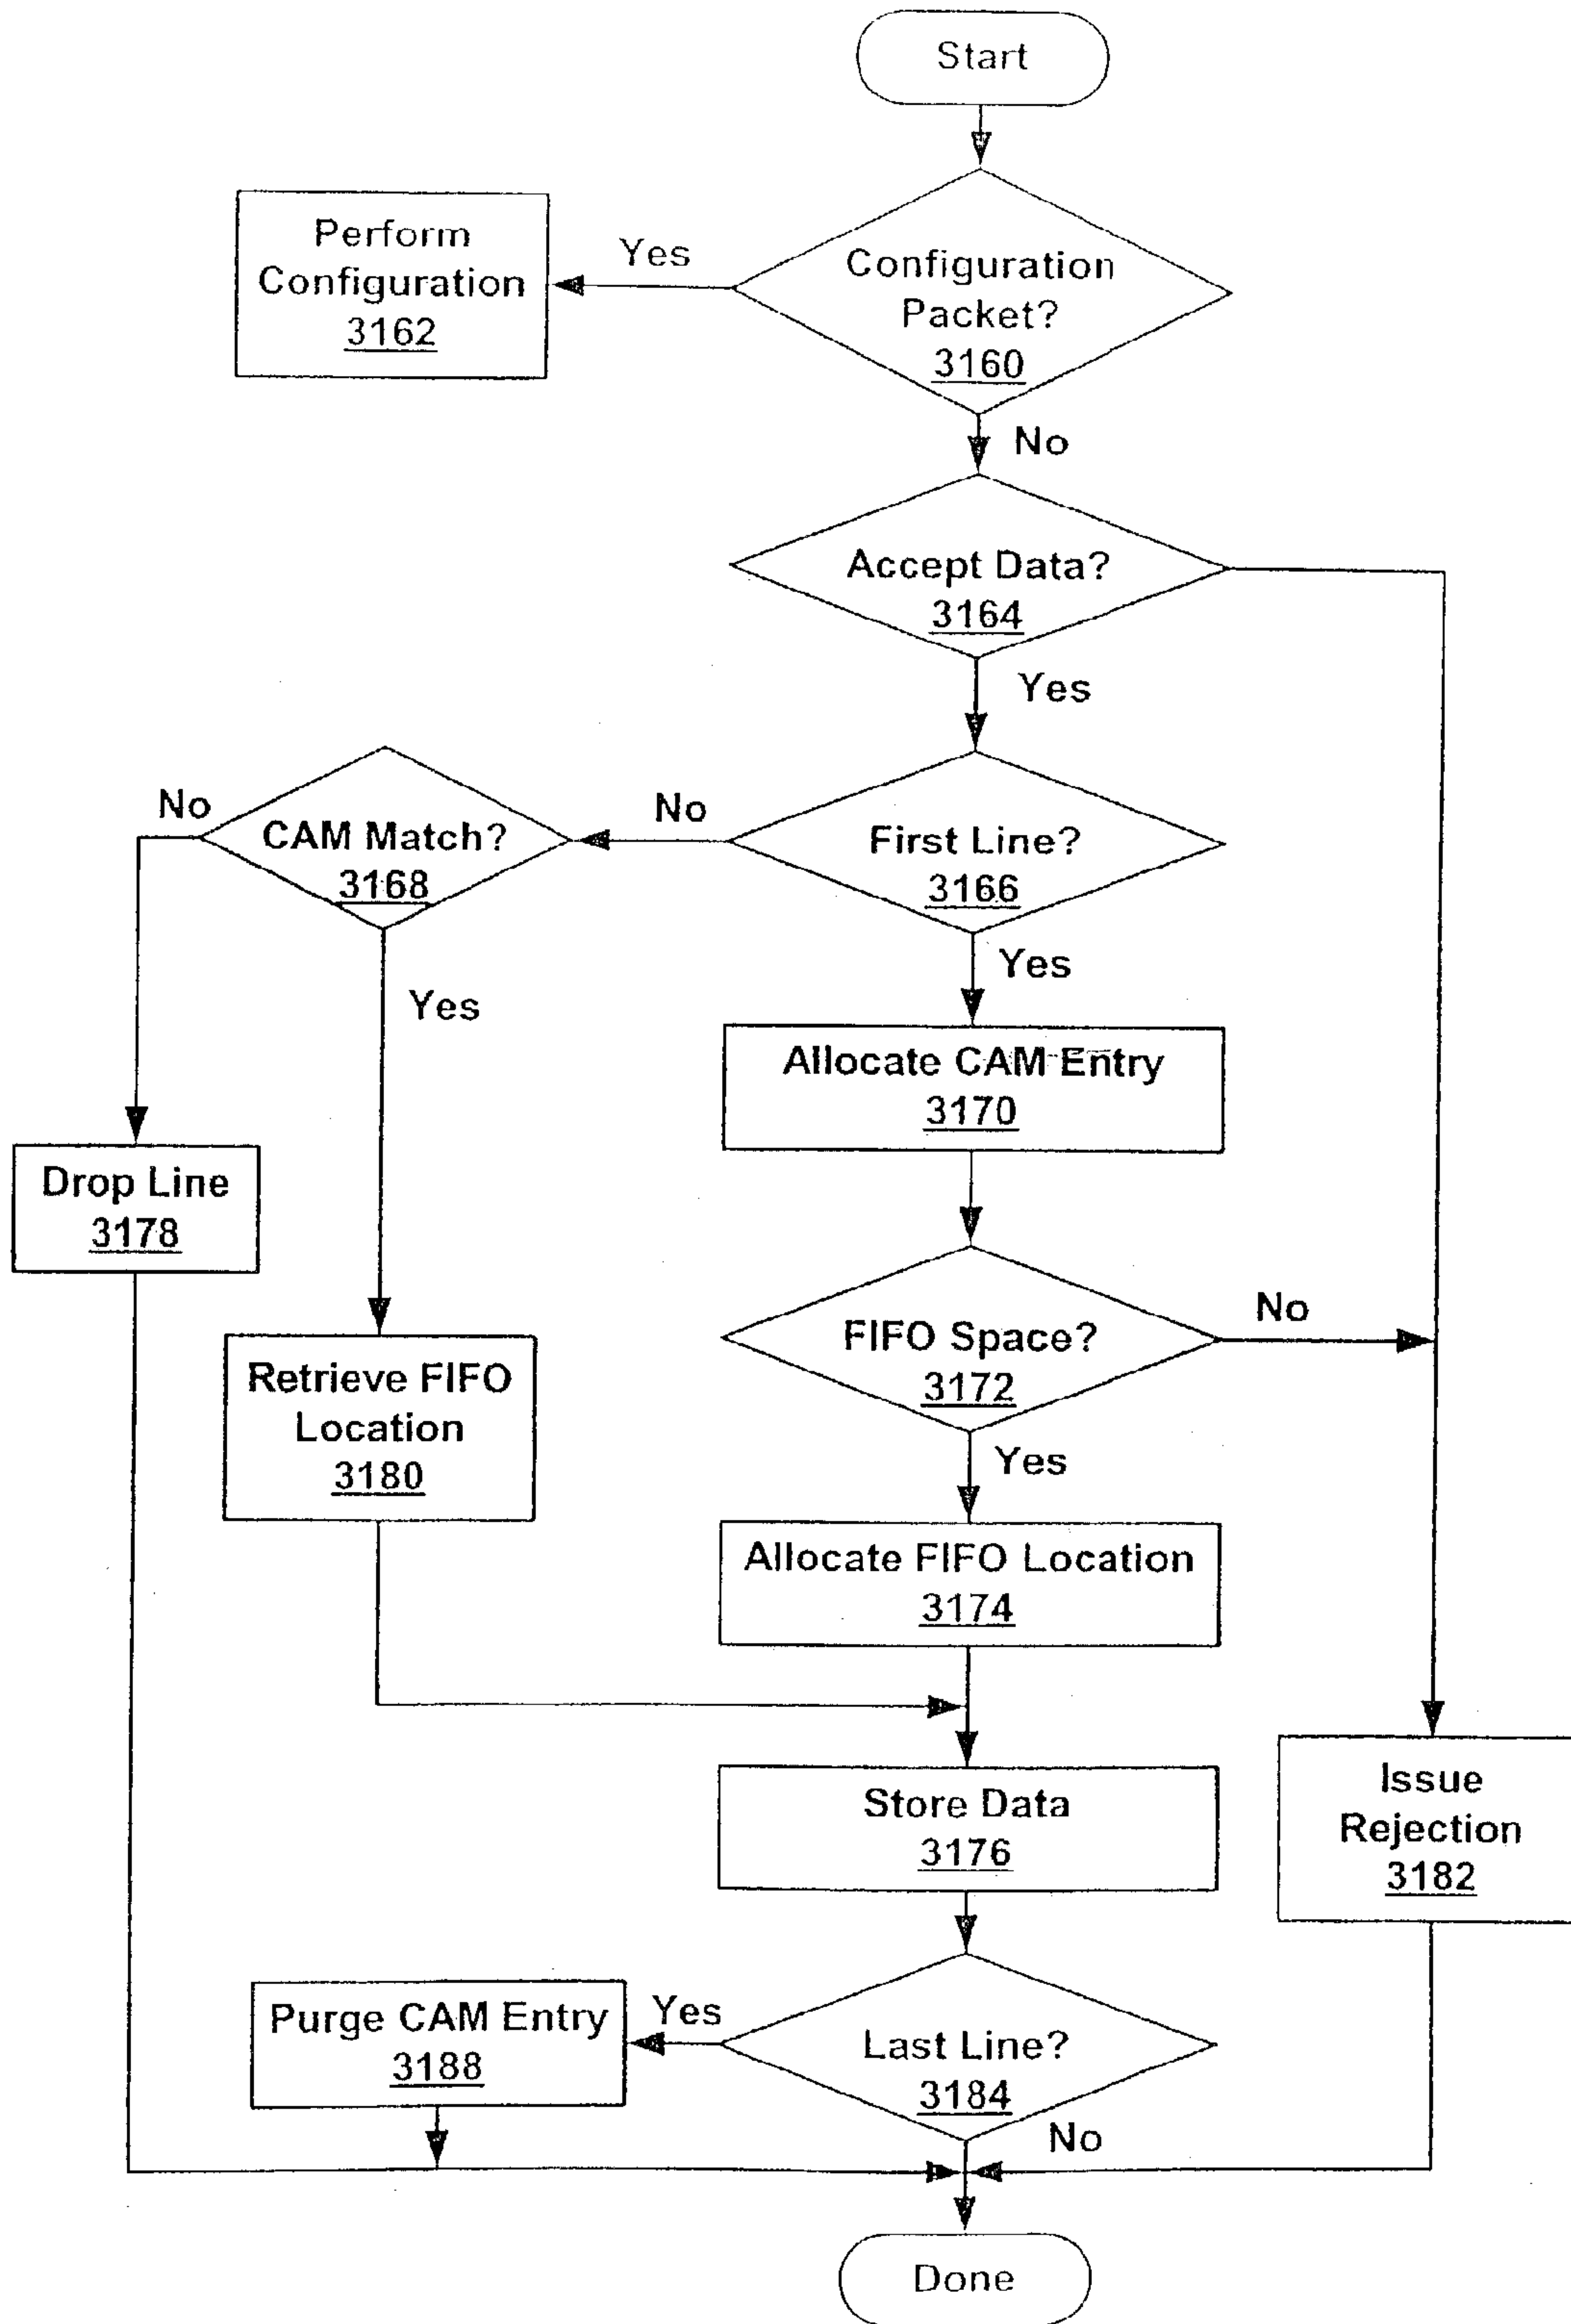 Start
Perform
Configuration
3162
Yes
Configuration
Packet?
3160
No
Accept Data?
3164
Yes
No
CAM Match?
3168
No
First Line?
3166
Yes
Yes
Allocate CAM Entry
3170
Drop Line
3178
FIFO Space?
3172
No
Retrieve FIFO
Location
3180
Yes
Allocate FIFO Location
3174
Store Data
3176
Issue
Rejection
3182
Purge CAM Entry
3188
Yes
Last Line?
3184
No
Done